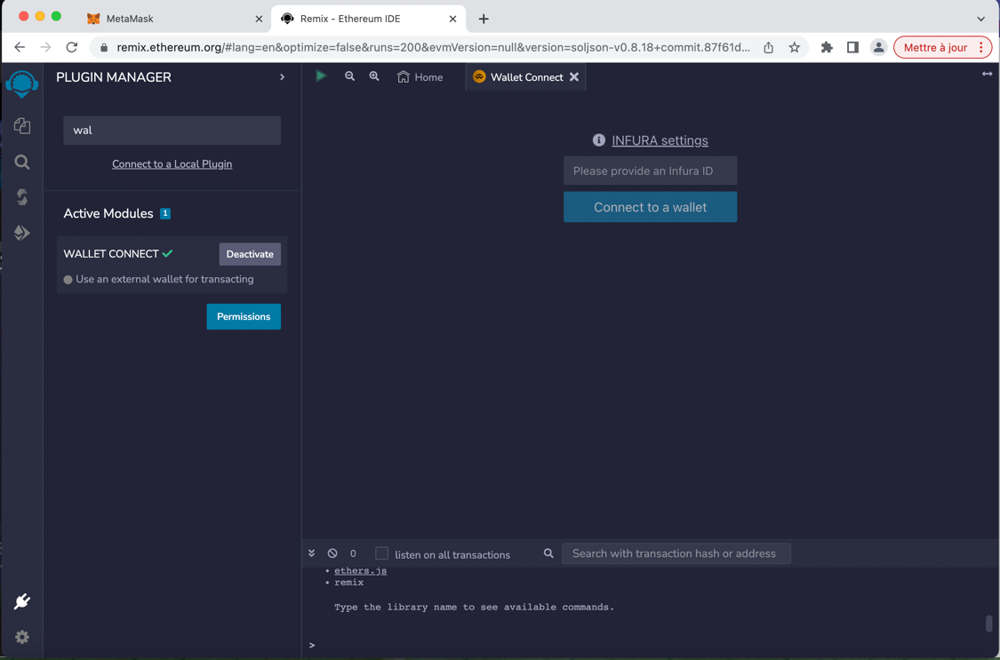 MetaMask
Remix - Ethereum IDE
remix.ethereum.org/#lang=en&optimize=false&runs=200&evmVersion=null&version=soljson-v0.8.18+commit.87f61d...
Mettre à jour
PLUGIN MANAGER
Home
Wallet Connect
wal
Connect to a Local Plugin
INFURA settings
Please provide an Infura ID
Connect to a wallet
Active Modules 1
WALLET CONNECT
Deactivate
Use an external wallet for transacting
Permissions
0
listen on all transactions
Search with transaction hash or address
• ethers.js
• remix
Type the library name to see available commands.
>